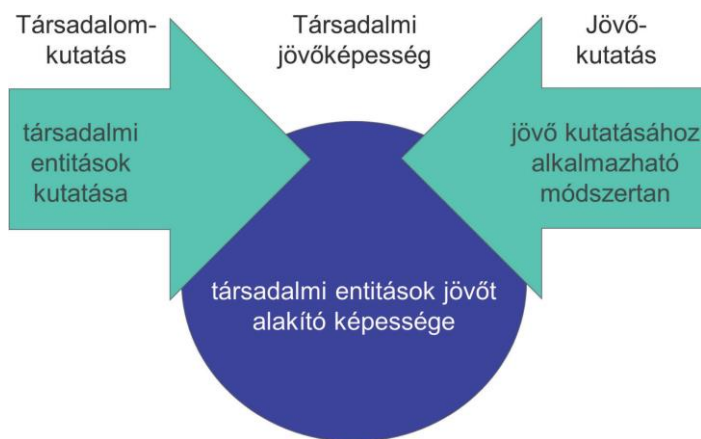 Társadalom-
kutatás
Társadalmi
jövőképesség
Jövő-
kutatás
társadalmi
entitások
kutatása
jövő kutatásához
alkalmazható
módszertan
társadalmi entitások jövőt
alakító képessége